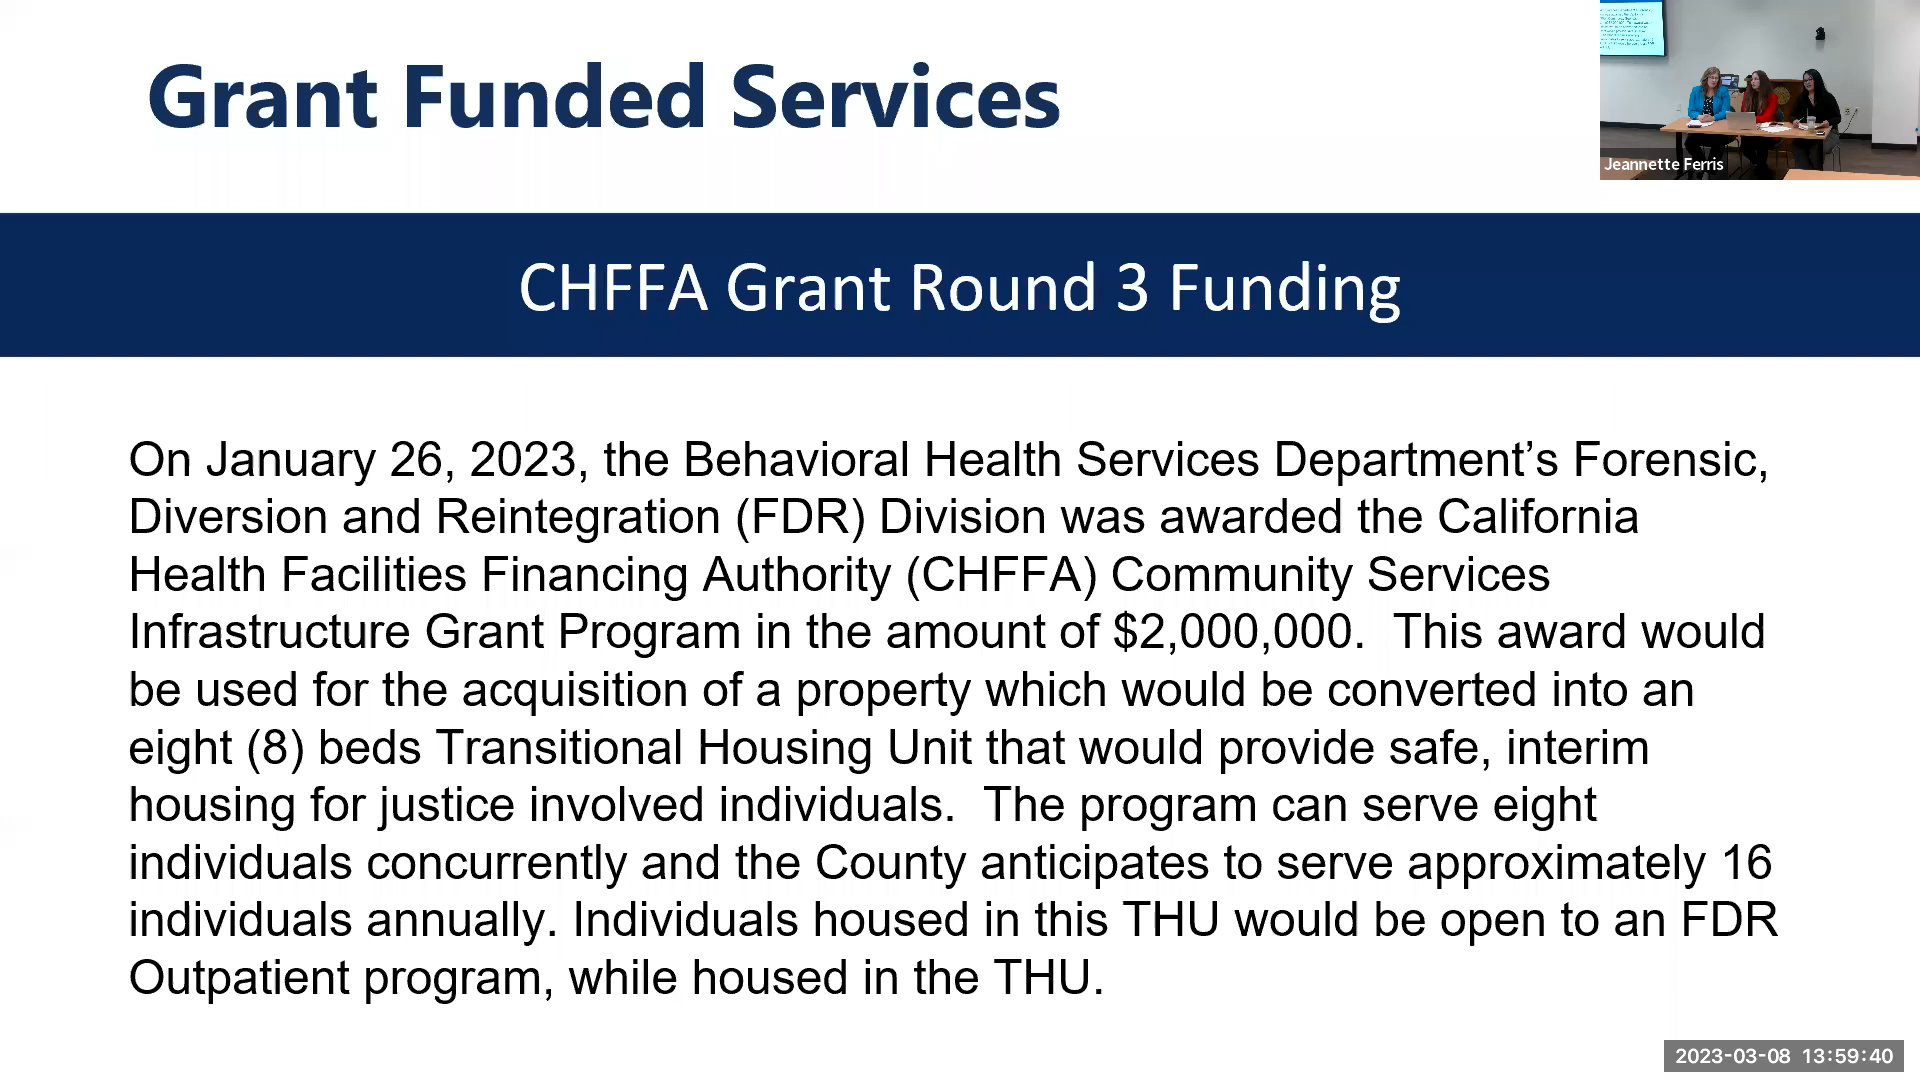 Grant Funded Services
Jeannette Ferris
CHFFA Grant Round 3 Funding
On January 26, 2023, the Behavioral Health Services Department’s Forensic,
Diversion and Reintegration (FDR) Division was awarded the California
Health Facilities Financing Authority (CHFFA) Community Services
Infrastructure Grant Program in the amount of $2,000,000.  This award would
be used for the acquisition of a property which would be converted into an
eight (8) beds Transitional Housing Unit that would provide safe, interim
housing for justice involved individuals.  The program can serve eight
individuals concurrently and the County anticipates to serve approximately 16
individuals annually. Individuals housed in this THU would be open to an FDR
Outpatient program, while housed in the THU.
2023-03-08 13:59:40